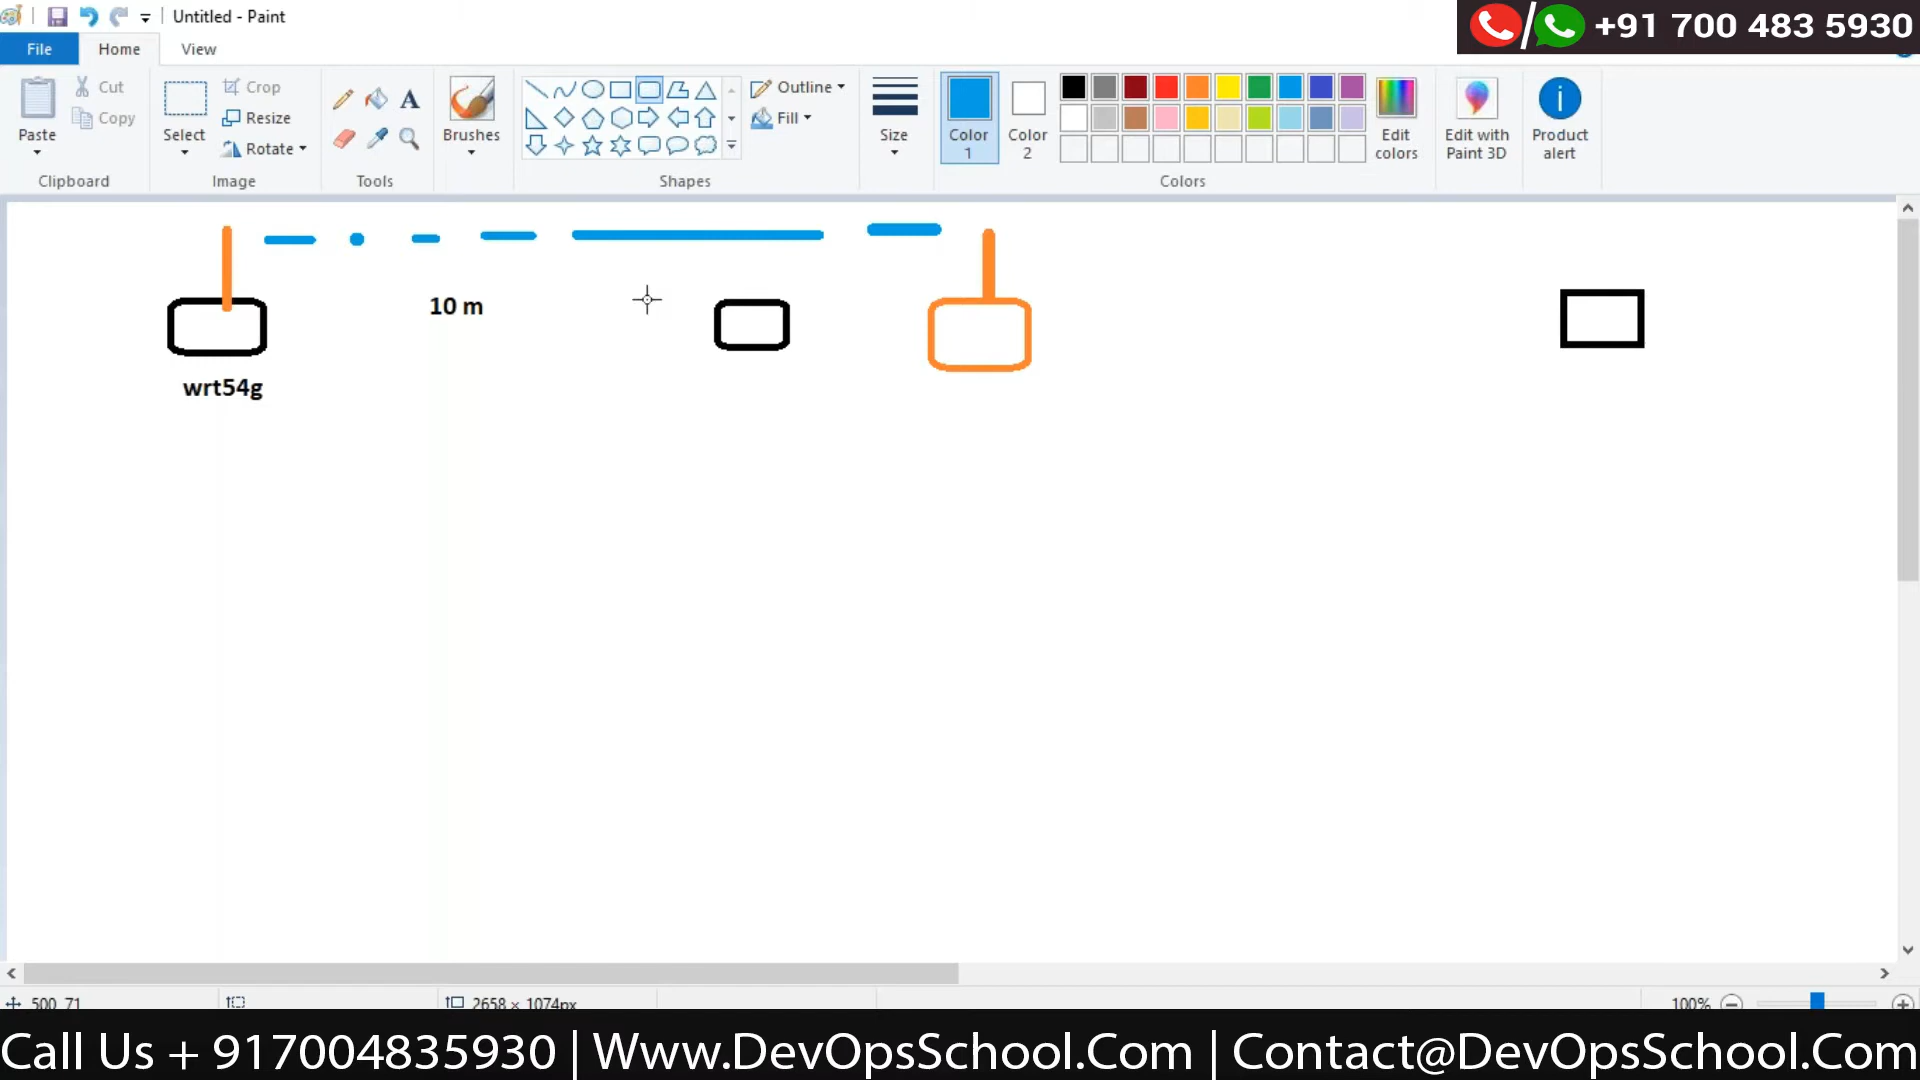 Untitled - Paint
+91 700 483 5930
File Home View
Paste
Cut
Copy
Clipboard
Select
Crop
Resize
Rotate
Image
Tools
Brushes
Outline
Fill
Shapes
Size
Color 1
Color 2
Colors
Edit colors
Edit with Paint 3D
Product alert
10 m
wrt54g
500, 71
2658 × 1074px
100%
Call Us + 917004835930 | Www.DevOpsSchool.Com | Contact@DevOpsSchool.Com